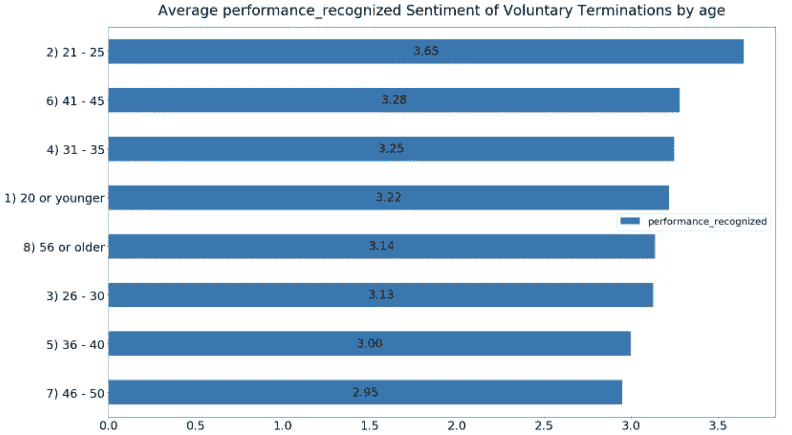 Average performance_recognized Sentiment of Voluntary Terminations by age
2) 21 - 25
3.65
6) 41 - 45
3.28
4) 31 - 35
3.25
1) 20 or younger
3.22
performance_recognized
8) 56 or older
3.14
3) 26 - 30
3.13
5) 36 - 40
3.00
7) 46 - 50
2.95
0.0 0.5 1.0 1.5 2.0 2.5 3.0 3.5